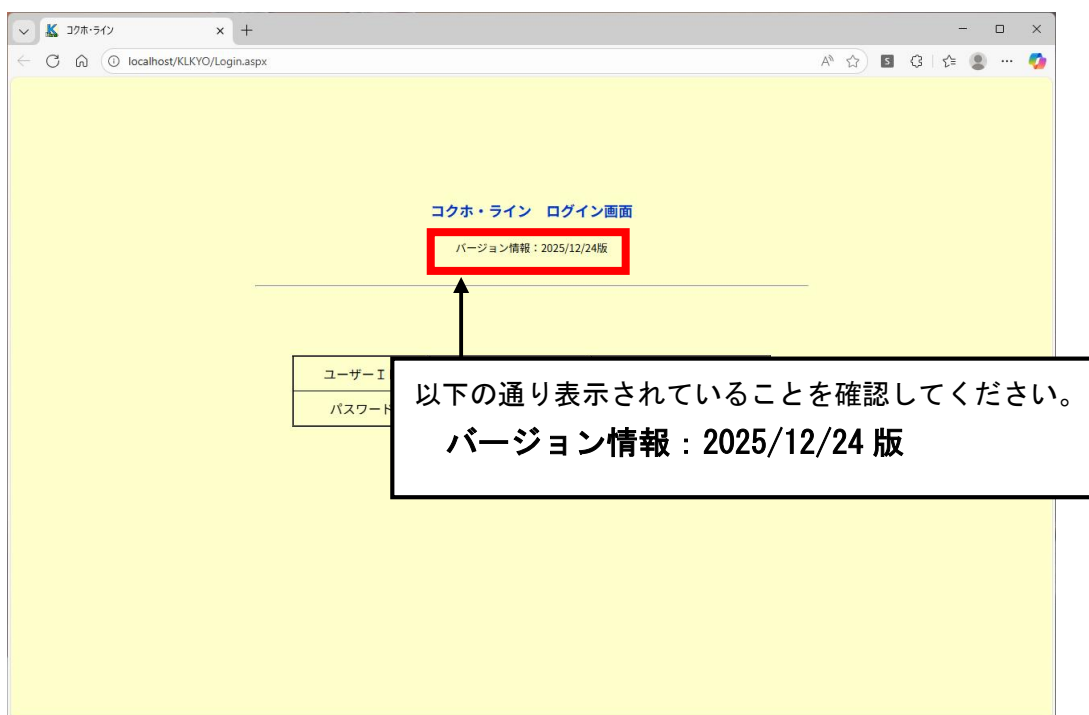 コクホ・ライン
localhost/KLKYO/Login.aspx
コクホ・ライン ログイン画面
バージョン情報：2025/12/24版
ユーザーI
パスワード
以下の通り表示されていることを確認してください。
バージョン情報：2025/12/24 版